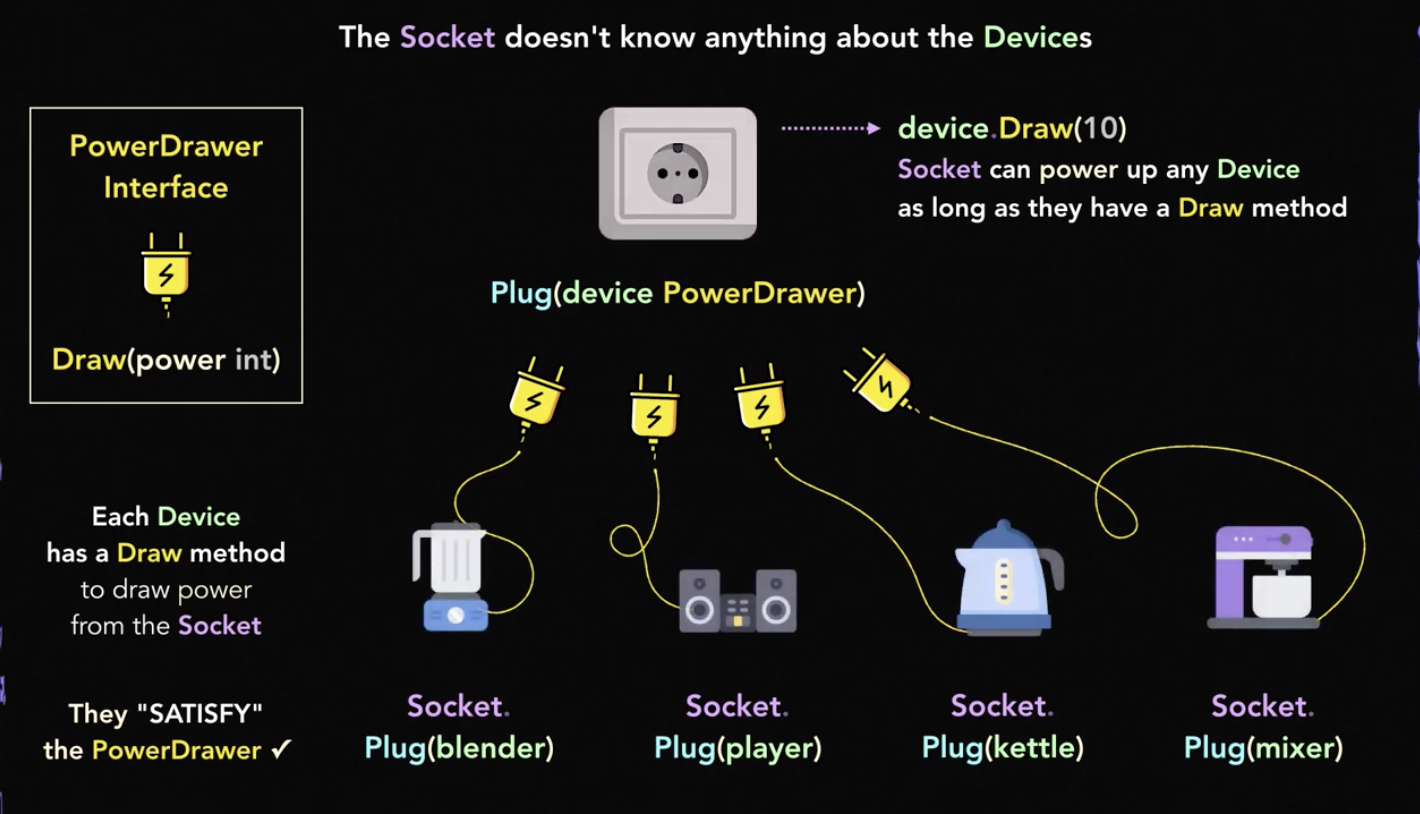 The Socket doesn't know anything about the Devices
PowerDrawer
Interface
Draw(power int)
device.Draw(10)
Socket can power up any Device
as long as they have a Draw method
Plug(device PowerDrawer)
Each Device
has a Draw method
to draw power
from the Socket
They "SATISFY"
the PowerDrawer ✓
Socket.
Plug(blender)
Socket.
Plug(player)
Socket.
Plug(kettle)
Socket.
Plug(mixer)